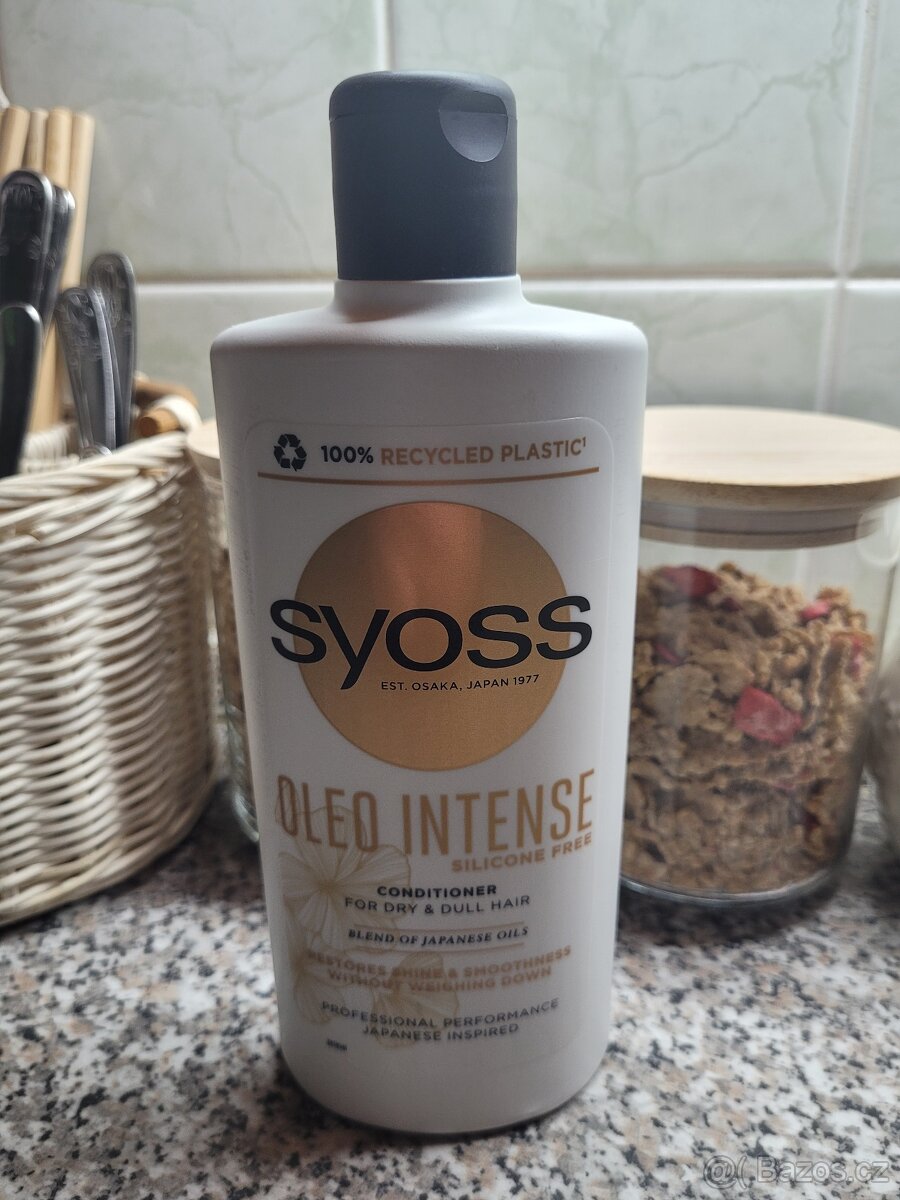 100% RECYCLED PLASTIC¹
syoss
EST. OSAKA, JAPAN 1977
OLEO INTENSE
SILICONE FREE
CONDITIONER
FOR DRY & DULL HAIR
BLEND OF JAPANESE OILS
RESTORES SHINE & SMOOTHNESS
WITHOUT WEIGHING DOWN
PROFESSIONAL PERFORMANCE
JAPANESE INSPIRED
@( Bazos.cz